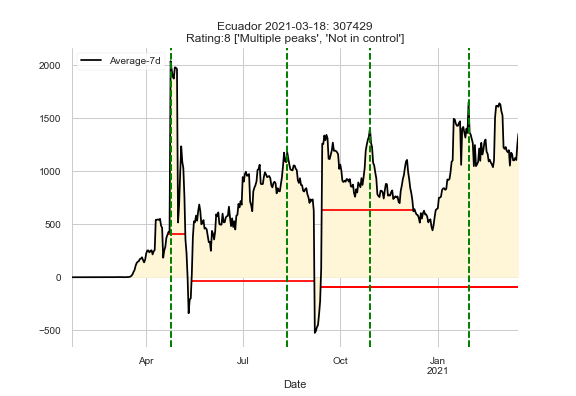 Ecuador 2021-03-18: 307429
Rating:8 ['Multiple peaks', 'Not in control']
Average-7d
2000
1500
1000
500
0
−500
Apr
Jul
Oct
Jan
2021
Date